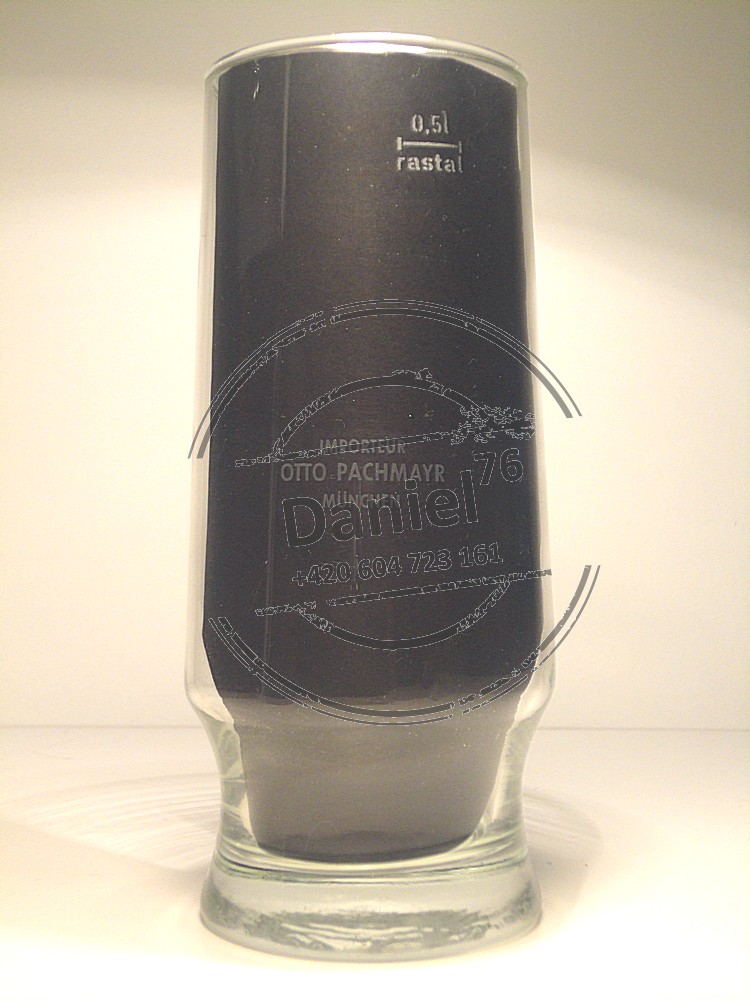 0,5l
rastal
IMPORTEUR
OTTO PACHMAYR
MÜNCHEN
Daniel 76
+420 604 723 161